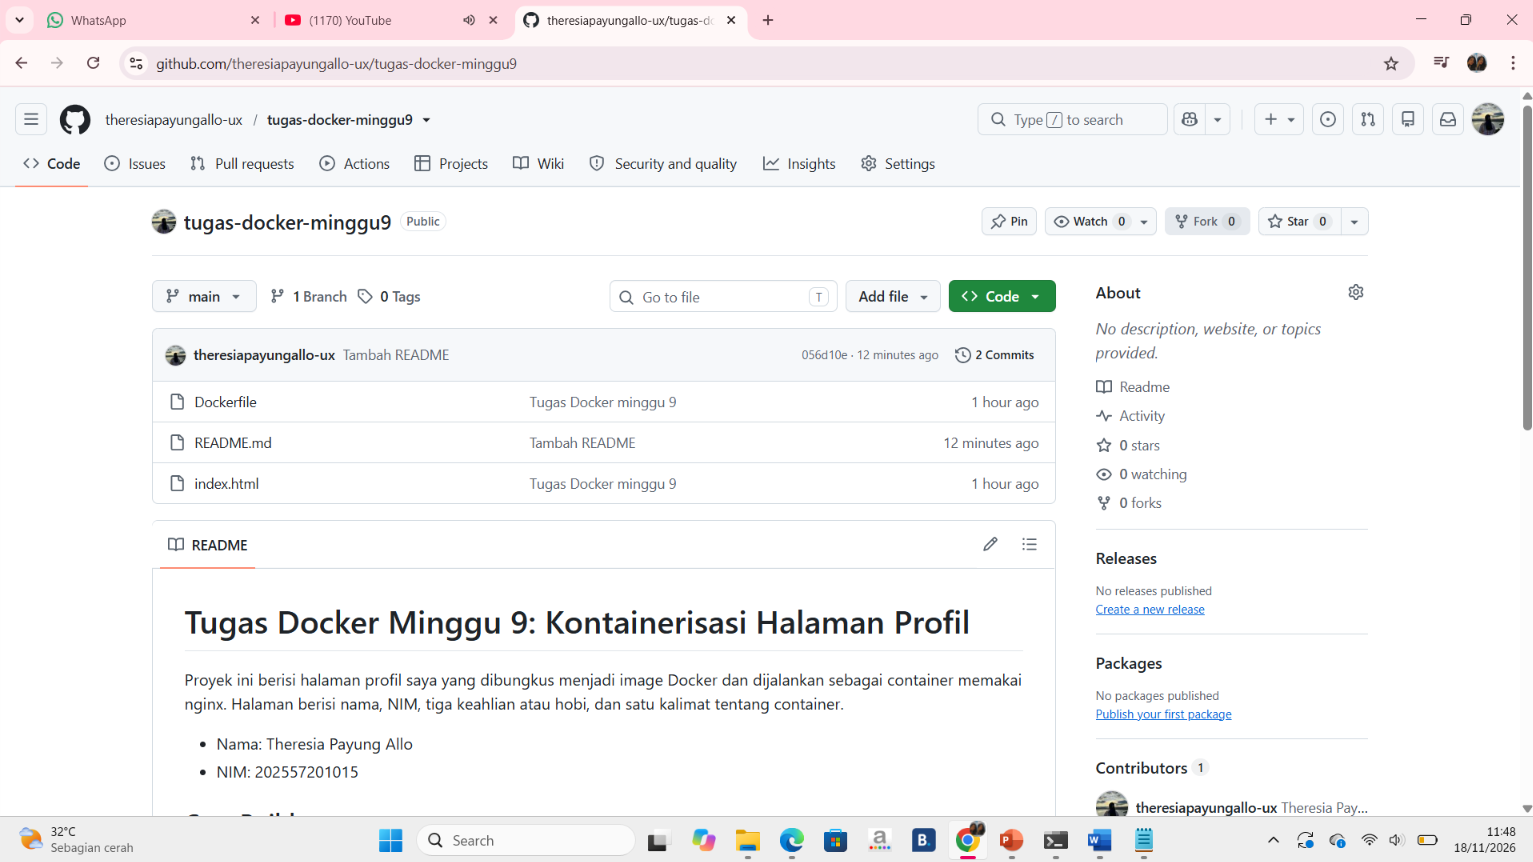 WhatsApp
(1170) YouTube
theresiapayungallo-ux/tugas-do
github.com/theresiapayungallo-ux/tugas-docker-minggu9
theresiapayungallo-ux / tugas-docker-minggu9
Type / to search
Code
Issues
Pull requests
Actions
Projects
Wiki
Security and quality
Insights
Settings
tugas-docker-minggu9 Public
Pin
Watch 0
Fork 0
Star 0
main
1 Branch
0 Tags
Go to file T
Add file
Code
theresiapayungallo-ux Tambah README 056d10e · 12 minutes ago 2 Commits
Dockerfile Tugas Docker minggu 9 1 hour ago
README.md Tambah README 12 minutes ago
index.html Tugas Docker minggu 9 1 hour ago
README
Tugas Docker Minggu 9: Kontainerisasi Halaman Profil
Proyek ini berisi halaman profil saya yang dibungkus menjadi image Docker dan dijalankan sebagai container memakai
nginx. Halaman berisi nama, NIM, tiga keahlian atau hobi, dan satu kalimat tentang container.
Nama: Theresia Payung Allo
NIM: 202557201015
About
No description, website, or topics
provided.
Readme
Activity
0 stars
0 watching
0 forks
Releases
No releases published
Create a new release
Packages
No packages published
Publish your first package
Contributors 1
theresiapayungallo-ux Theresia Pay...
32°C
Sebagian cerah
Search
11:48
18/11/2026